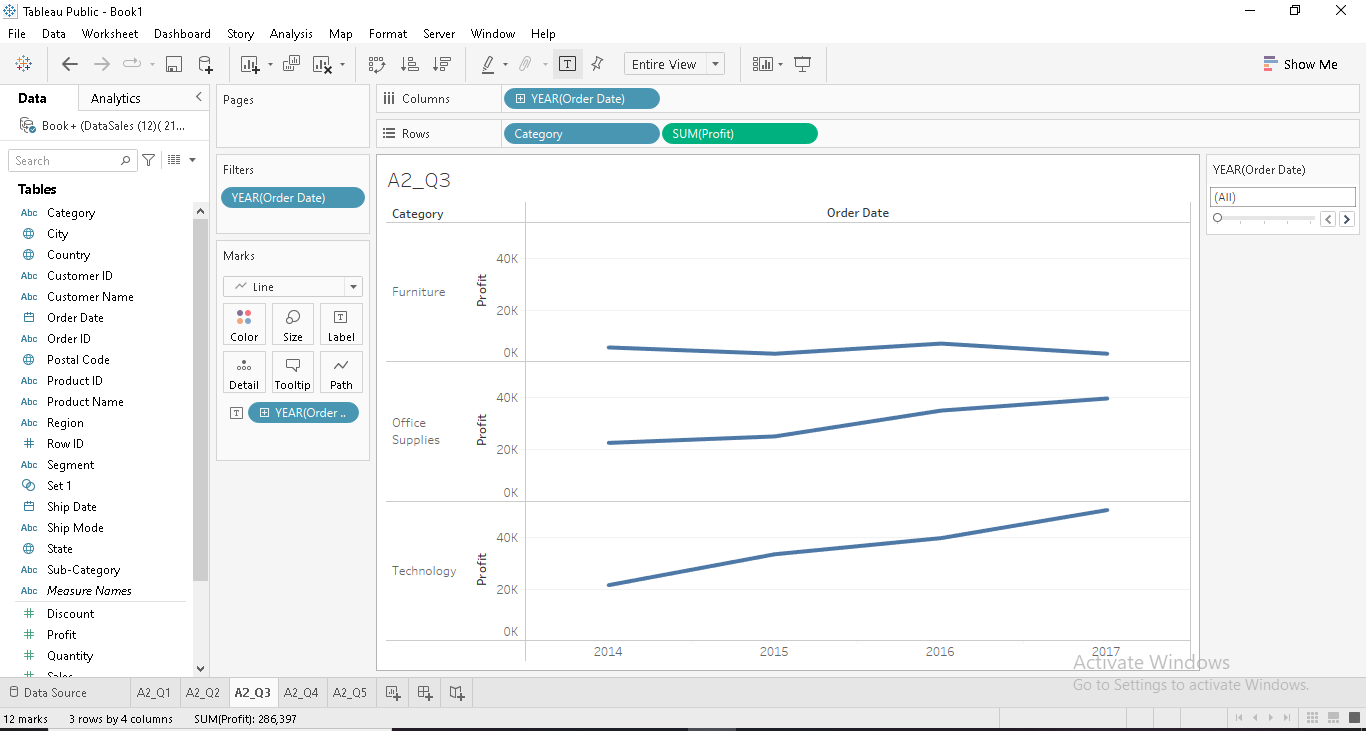 Tableau Public - Book1
File Data Worksheet Dashboard Story Analysis Map Format Server Window Help
Entire View
Show Me
Data Analytics
Book+ (DataSales (12)( 21...
Search
Tables
Abc Category
City
Country
Abc Customer ID
Abc Customer Name
Order Date
Abc Order ID
Postal Code
Abc Product ID
Abc Product Name
Abc Region
Row ID
Abc Segment
Set 1
Ship Date
Abc Ship Mode
State
Abc Sub-Category
Abc Measure Names
Discount
Profit
Quantity
Sales
Pages
Filters
YEAR(Order Date)
Marks
Line
Color Size Label
Detail Tooltip Path
YEAR(Order ..
Columns YEAR(Order Date)
Rows Category SUM(Profit)
A2_Q3
Category Order Date
Furniture
Profit
40K
20K
0K
Office
Supplies
Profit
40K
20K
0K
Technology
Profit
40K
20K
0K
2014 2015 2016 2017
YEAR(Order Date)
(All)
Activate Windows
Go to Settings to activate Windows.
Data Source A2_Q1 A2_Q2 A2_Q3 A2_Q4 A2_Q5
12 marks 3 rows by 4 columns SUM(Profit): 286,397